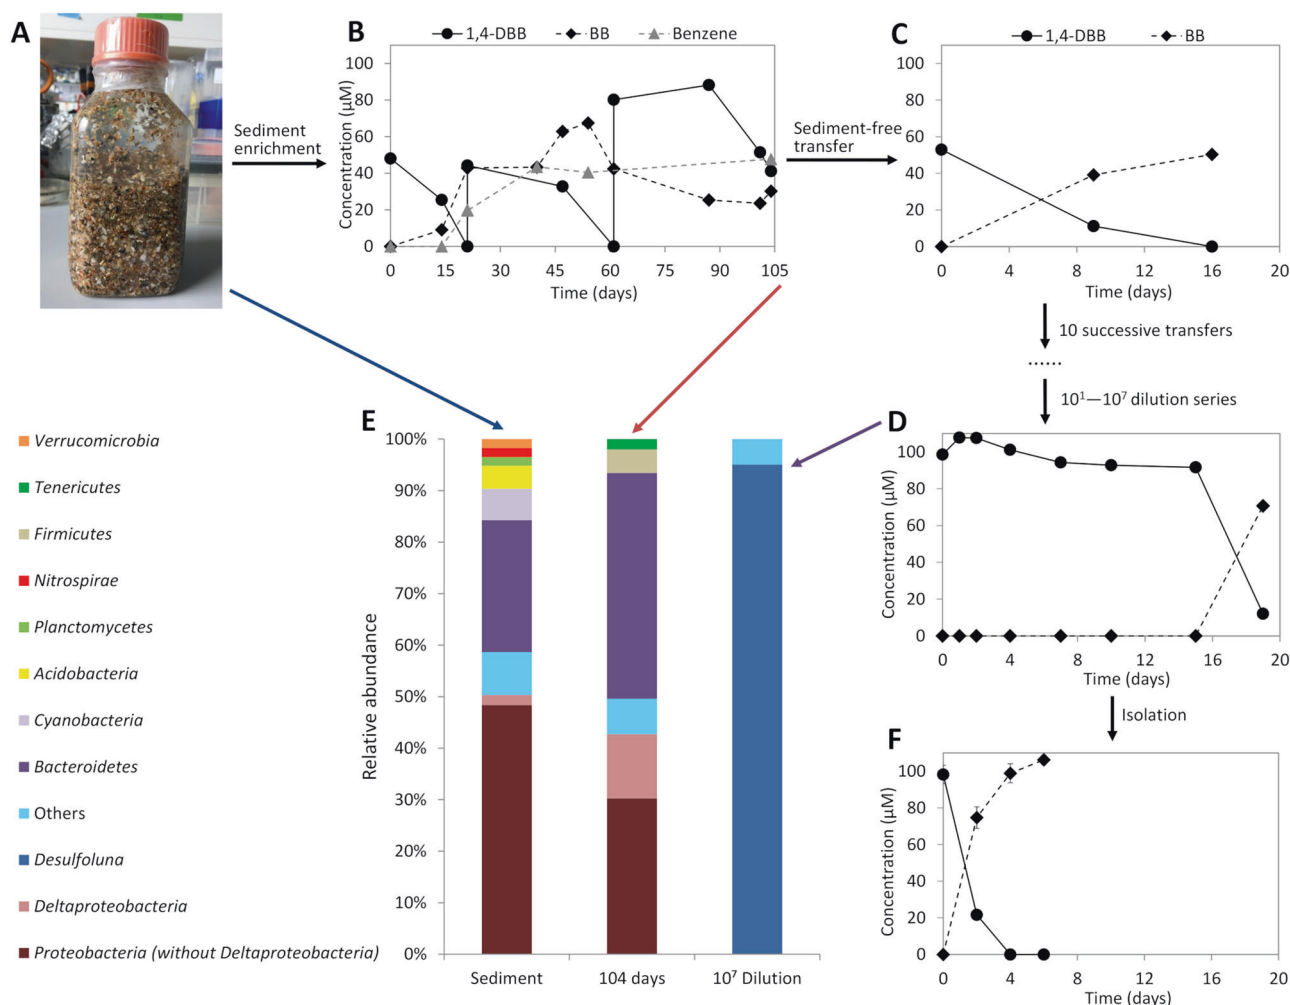 A
B
1,4-DBB
BB
Benzene
C
1,4-DBB
BB
Sediment
enrichment
Concentration (µM)
100
80
60
40
20
0
0
15
30
45
60
75
90
105
Time (days)
Sediment-free
transfer
100
80
60
40
20
0
0
4
8
12
16
20
Time (days)
10 successive transfers
......
10¹—10⁷ dilution series
Verrucomicrobia
Tenericutes
Firmicutes
Nitrospirae
Planctomycetes
Acidobacteria
Cyanobacteria
Bacteroidetes
Others
Desulfoluna
Deltaproteobacteria
Proteobacteria (without Deltaproteobacteria)
E
Relative abundance
100%
90%
80%
70%
60%
50%
40%
30%
20%
10%
0%
Sediment
104 days
10⁷ Dilution
D
Concentration (µM)
100
80
60
40
20
0
0
4
8
12
16
20
Time (days)
Isolation
F
Concentration (µM)
100
80
60
40
20
0
0
4
8
12
16
20
Time (days)